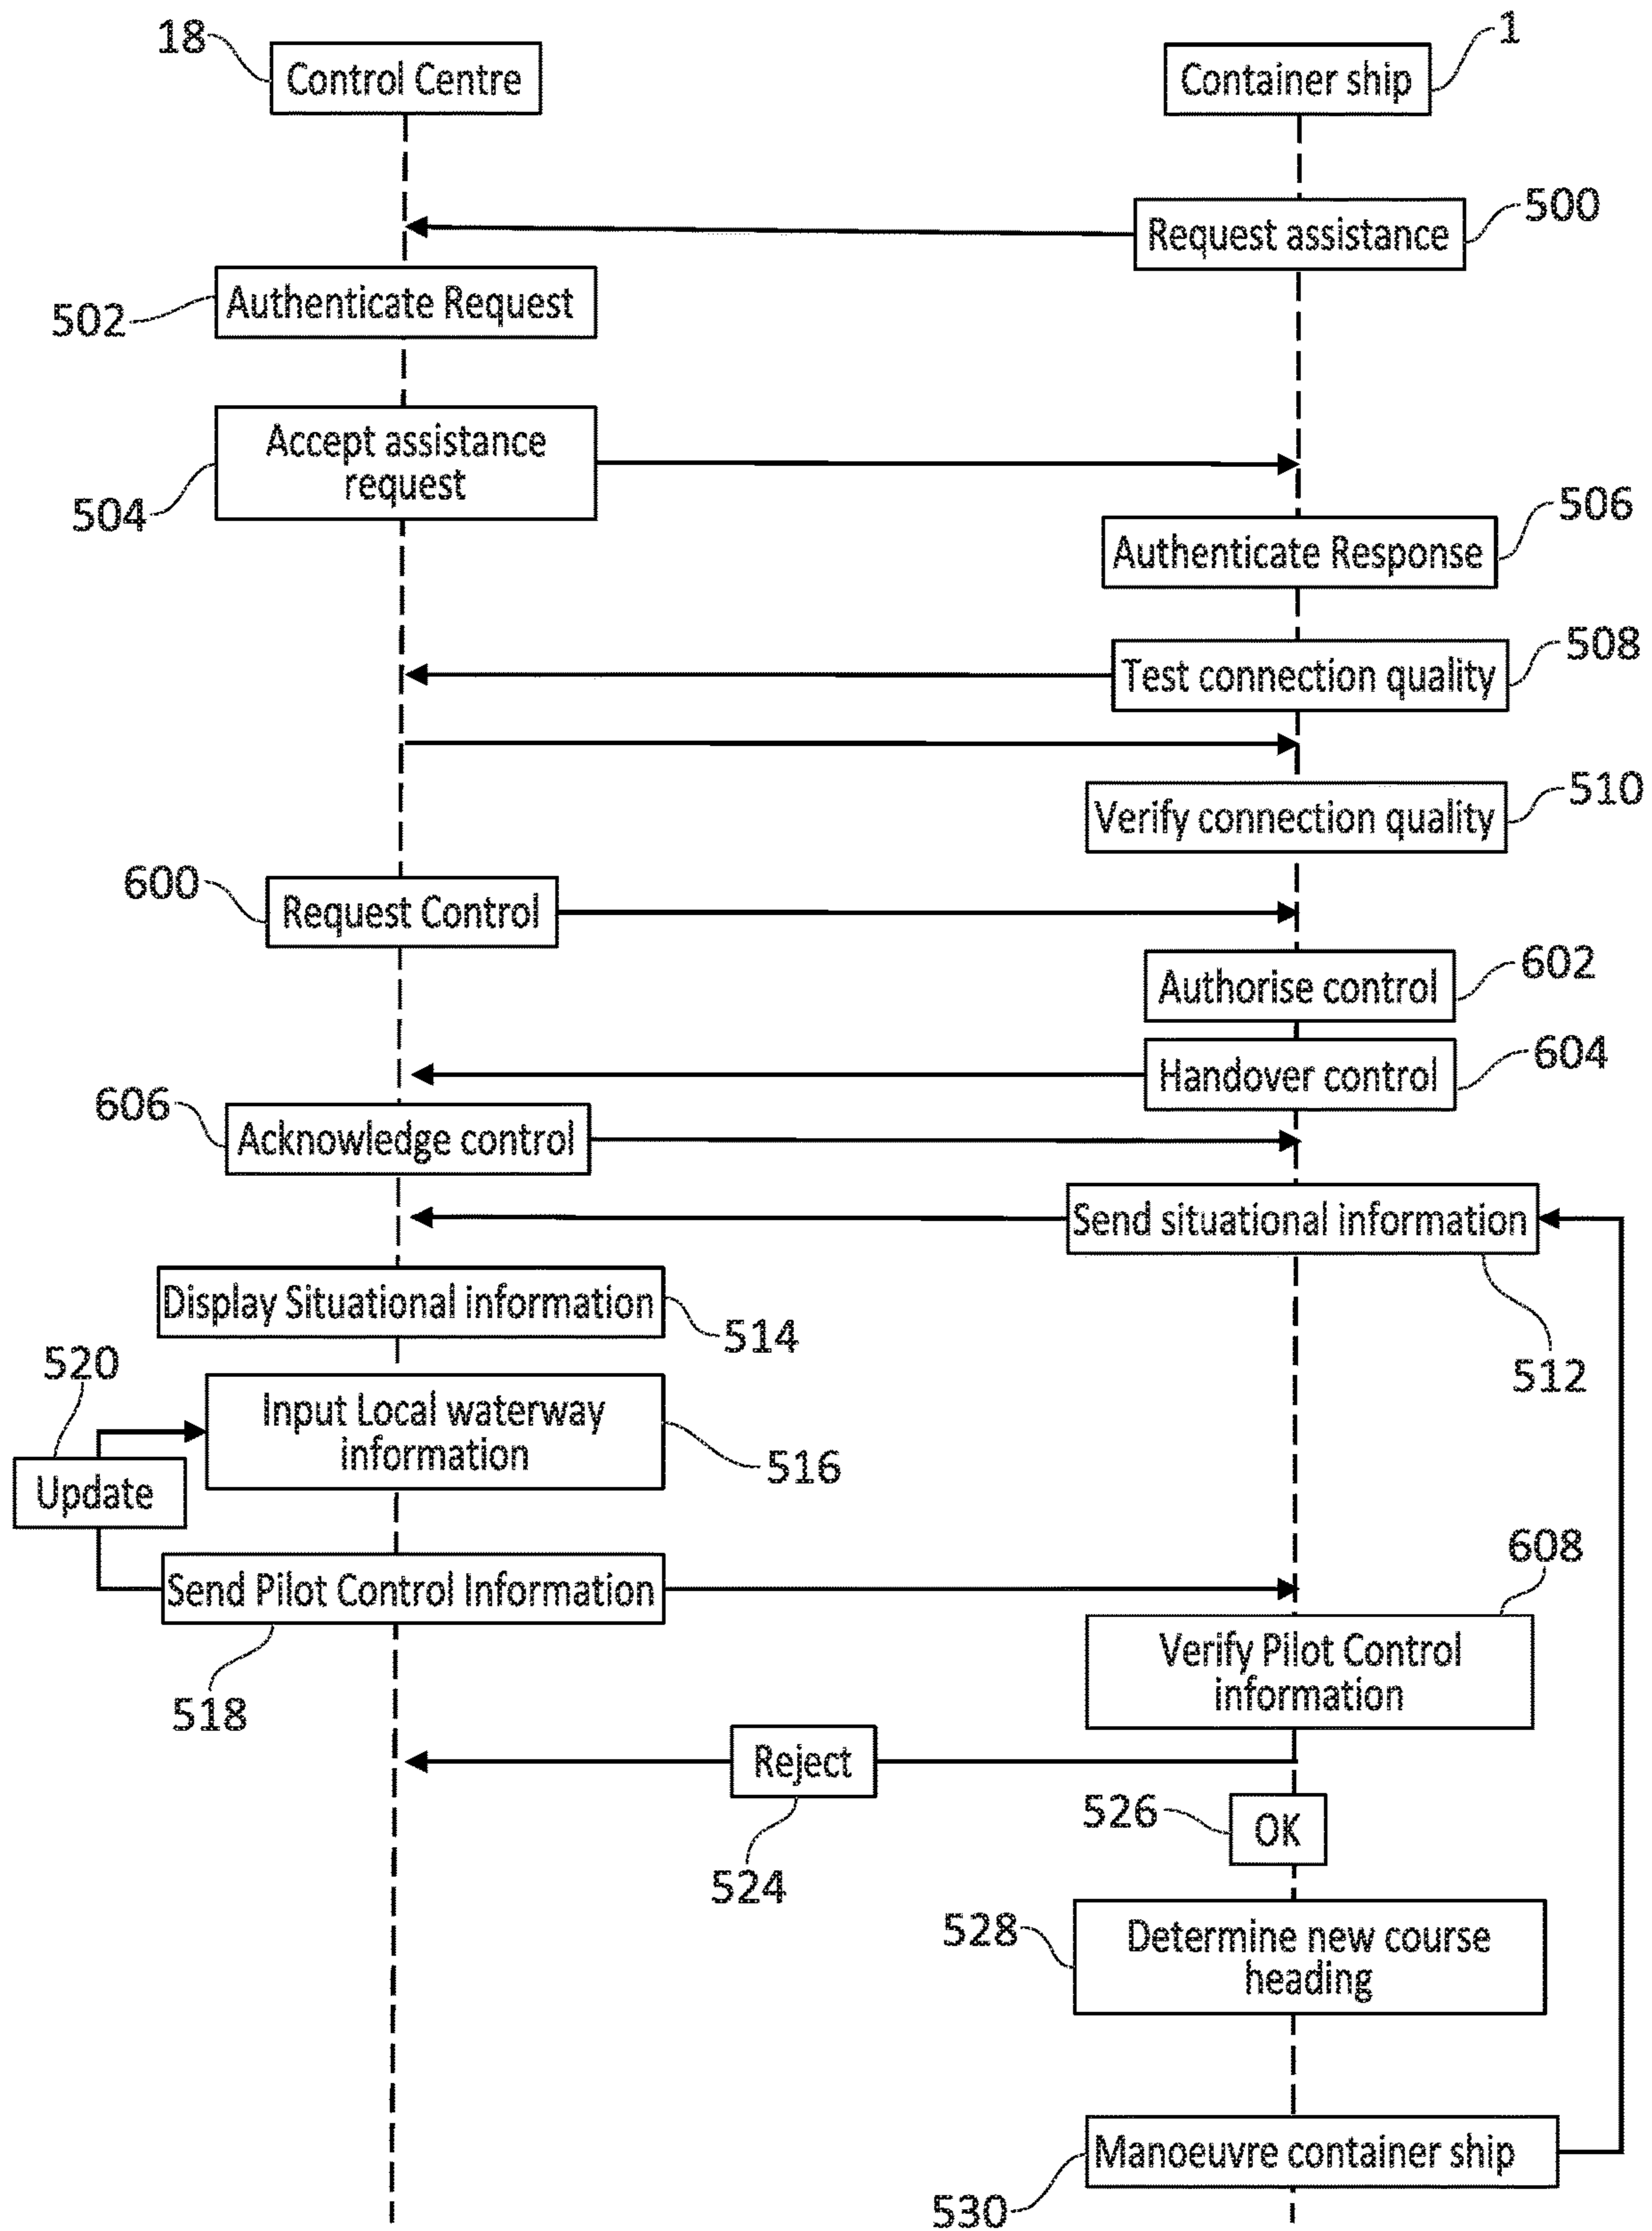 18
Control Centre
Container ship
1
Request assistance
500
Authenticate Request
502
Accept assistance
request
504
506
Authenticate Response
508
Test connection quality
510
Verify connection quality
600
Request Control
602
Authorise control
604
Handover control
606
Acknowledge control
Send situational information
512
Display Situational information
514
520
Input Local waterway
information
516
Update
608
Send Pilot Control Information
518
Verify Pilot Control
information
Reject
524
526
OK
528
Determine new course
heading
Manoeuvre container ship
530